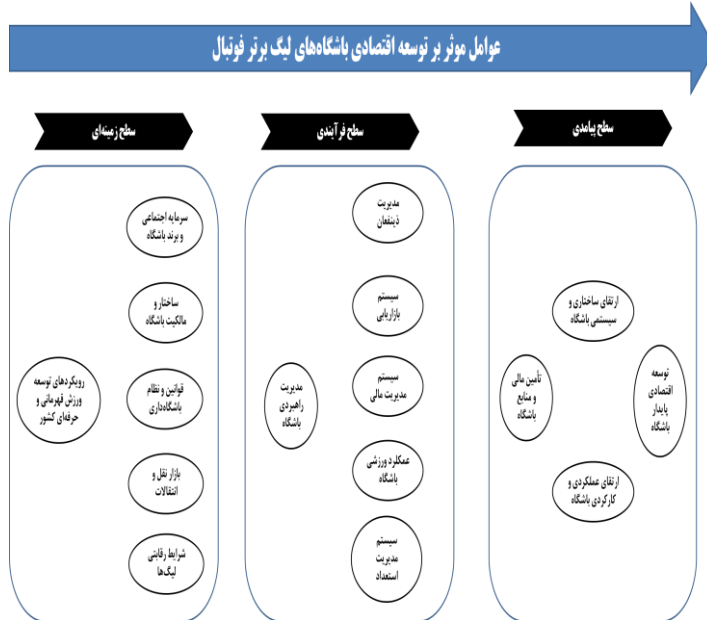 عوامل موثر بر توسعه اقتصادی باشگاه‌های لیگ برتر فوتبال
سطح زمینه‌ای
سطح فرآیندی
سطح پیامدی
رویکردهای توسعه
ورزش قهرمانی و
حرفه‌ای کشور
سرمایه اجتماعی
و برند باشگاه
ساختار و
مالکیت باشگاه
قوانین و نظام
باشگاه‌داری
بازار نقل و
انتقالات
شرایط رقابتی
لیگ‌ها
مدیریت
راهبردی
باشگاه
مدیریت
ذینفعان
سیستم
بازاریابی
سیستم
مدیریت مالی
عملکرد ورزشی
باشگاه
سیستم
مدیریت
استعداد
تأمین مالی
و منابع
باشگاه
ارتقای ساختاری و
سیستمی باشگاه
ارتقای عملکردی و
کارکردی باشگاه
توسعه
اقتصادی
پایدار
باشگاه